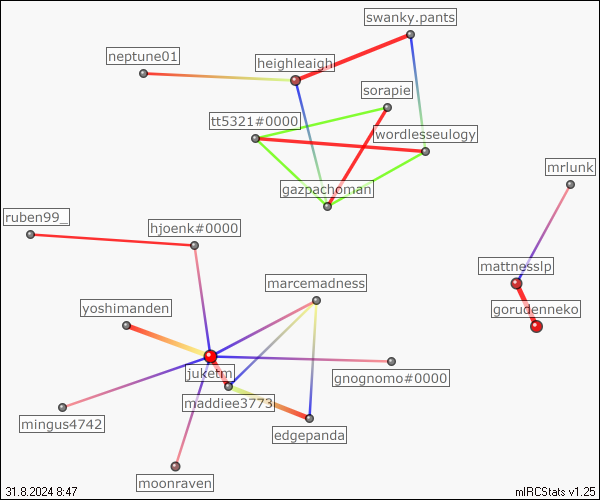 swanky.pants
neptune01
heighleaigh
sorapie
tt5321#0000
wordlesseulogy
mrlunk
gazpachoman
ruben99_
hjoenk#0000
mattnesslp
marcemadness
yoshimanden
gorudenneko
juketm
gnognomo#0000
maddiee3773
mingus4742
edgepanda
moonraven
31.8.2024 8:47
mIRCStats v1.25